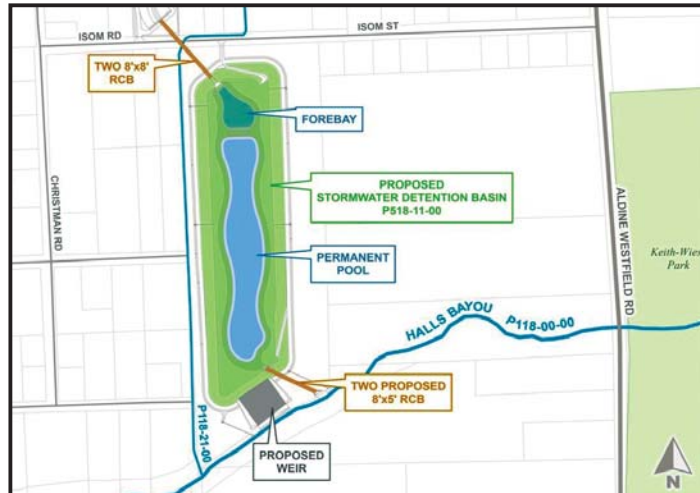 ISOM RD
ISOM ST
TWO 8'x8'
RCB
FOREBAY
PROPOSED
STORMWATER DETENTION BASIN
P518-11-00
CHRISTMAN RD
ALDINE WESTFIELD RD
PERMANENT
POOL
Keith-Wiess
Park
HALLS BAYOU
P118-00-00
TWO PROPOSED
8'x5' RCB
P118-21-00
PROPOSED
WEIR
N